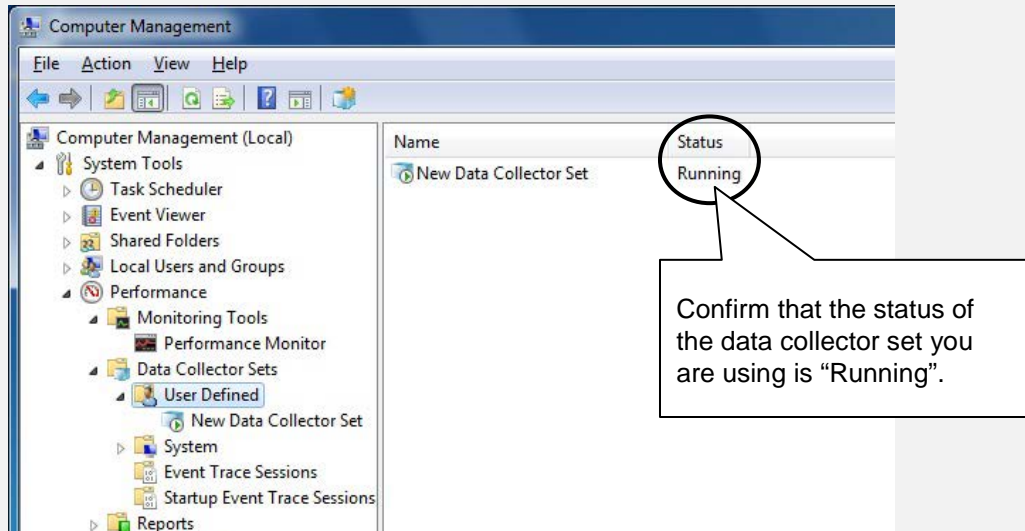 Computer Management
File Action View Help
Computer Management (Local)
System Tools
Task Scheduler
Event Viewer
Shared Folders
Local Users and Groups
Performance
Monitoring Tools
Performance Monitor
Data Collector Sets
User Defined
New Data Collector Set
System
Event Trace Sessions
Startup Event Trace Sessions
Reports
Name Status
New Data Collector Set Running
Confirm that the status of
the data collector set you
are using is “Running”.